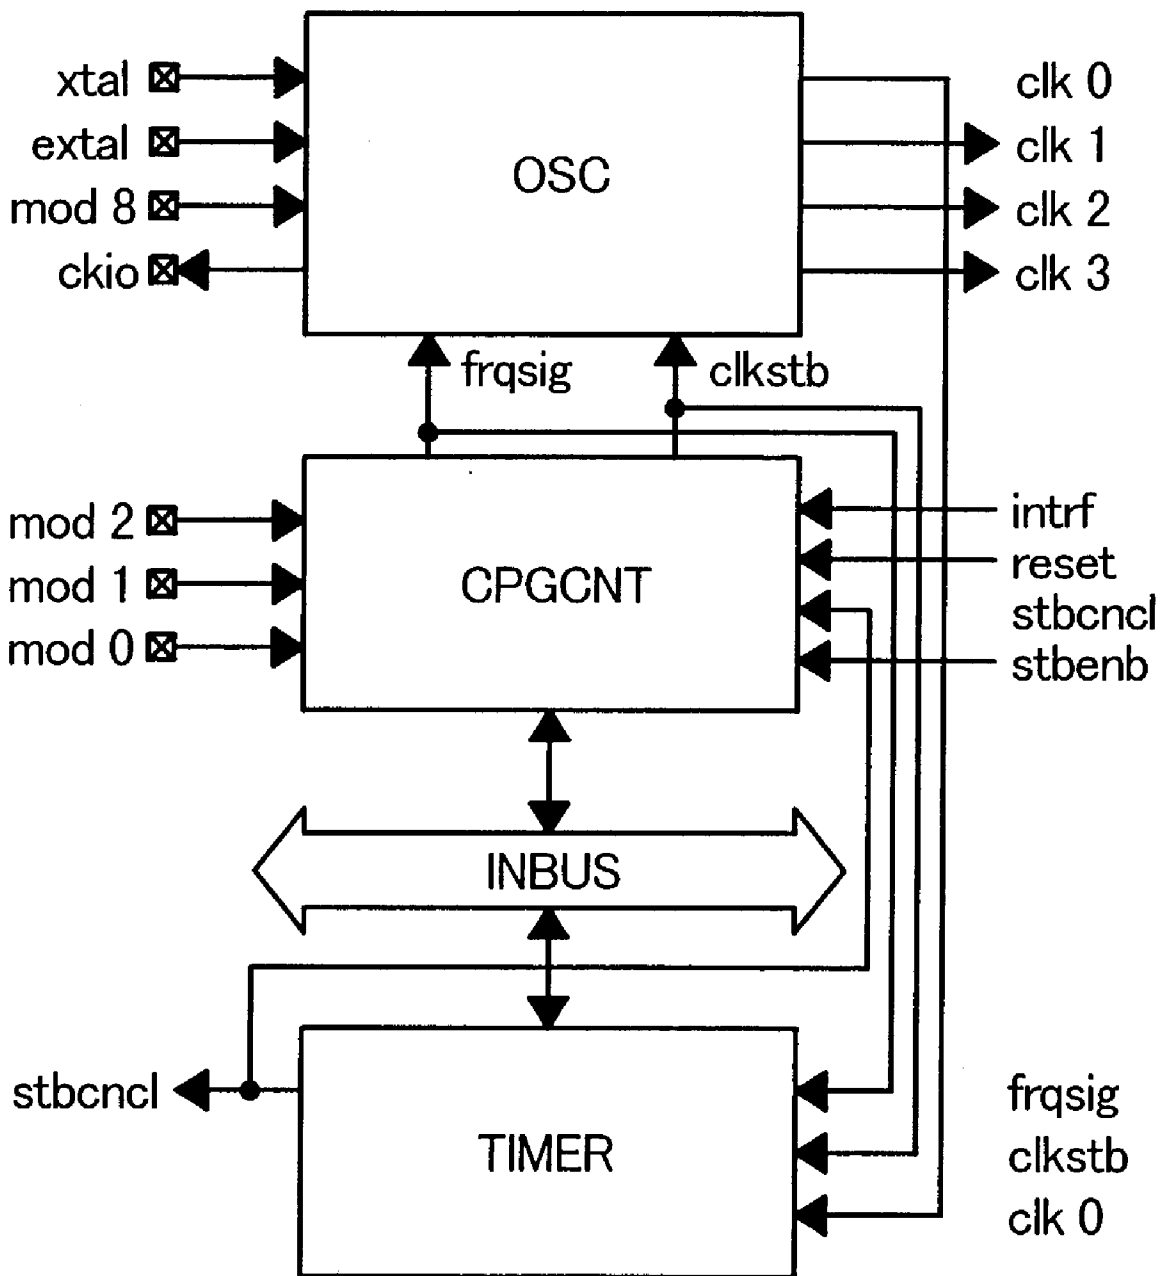 xtal
clk 0
extal
clk 1
OSC
mod 8
clk 2
ckio
clk 3
frqsig
clkstb
mod 2
intrf
reset
mod 1
CPGCNT
stbcncl
mod 0
stbenb
INBUS
stbcncl
frqsig
TIMER
clkstb
clk 0